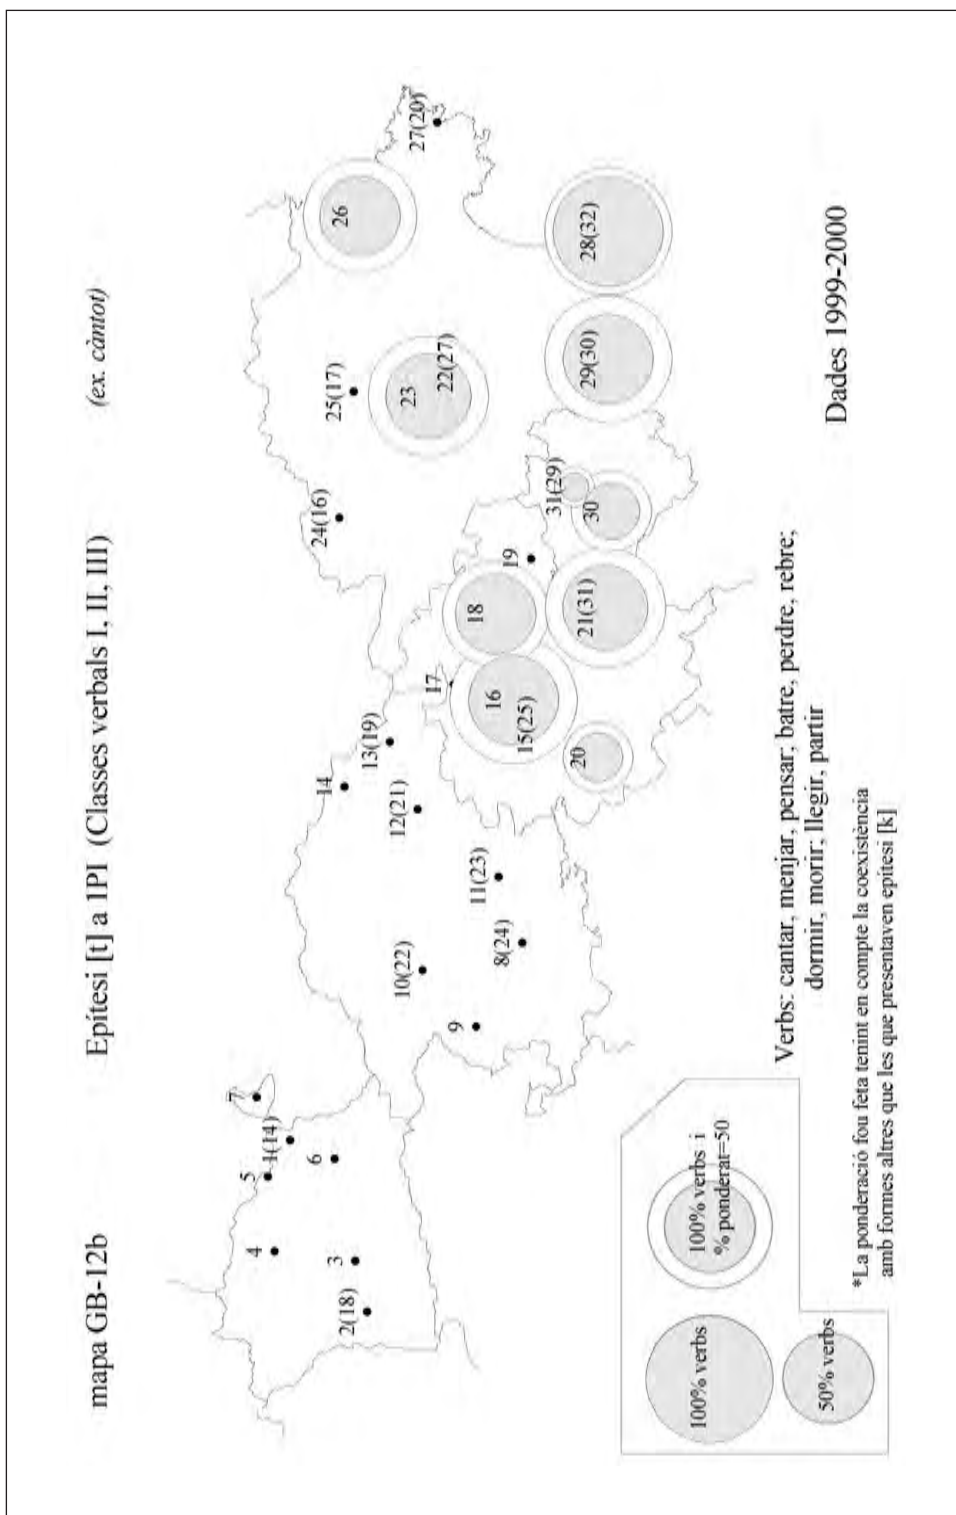 mapa GB-12b
Epítesi [t] a 1PI (Classes verbals I, II, III)
(ex. càntot)
4
5
1(14)
7
2(18)
3
6
14
24(16)
25(17)
26
27(20)
10(22)
12(21)
13(19)
23
22(27)
9
8(24)
11(23)
17
16
15(25)
18
19
31(29)
30
20
21(31)
29(30)
28(32)
100% verbs
50% verbs
100% verbs i
% ponderat=50
Verbs: cantar, menjar, pensar; batre, perdre, rebre;
dormir, morir; llegir, partir
*La ponderació fou feta tenint en compte la coexistència
amb formes altres que les que presentaven epítesi [k]
Dades 1999-2000